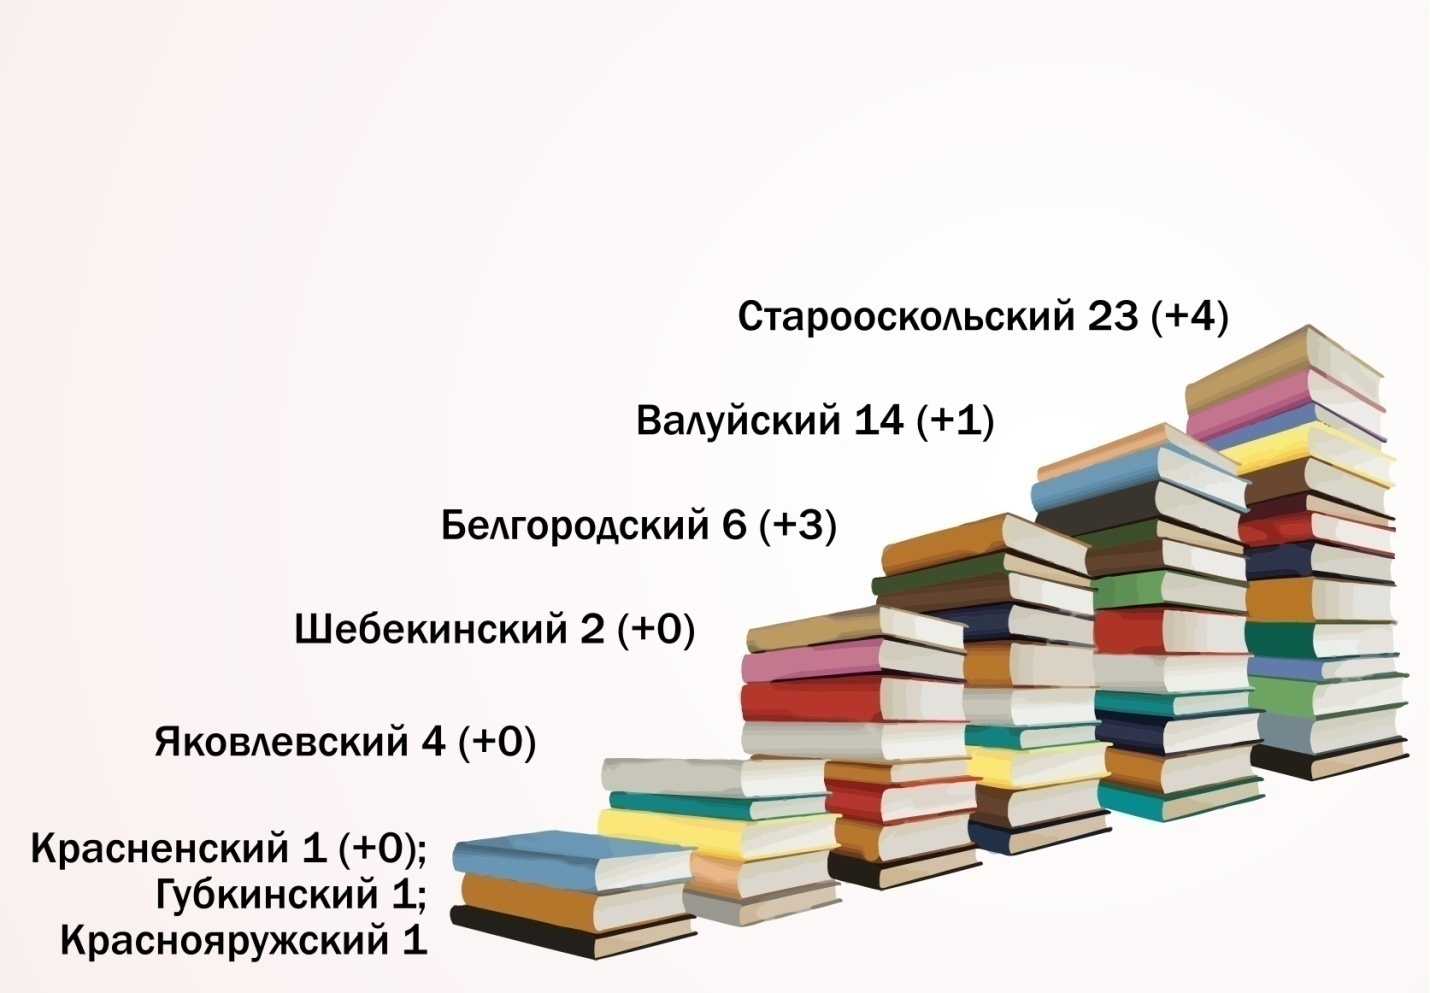 Старооскольский 23 (+4)
Валуйский 14 (+1)
Белгородский 6 (+3)
Шебекинский 2 (+0)
Яковлевский 4 (+0)
Красненский 1 (+0);
Губкинский 1;
Краснояружский 1